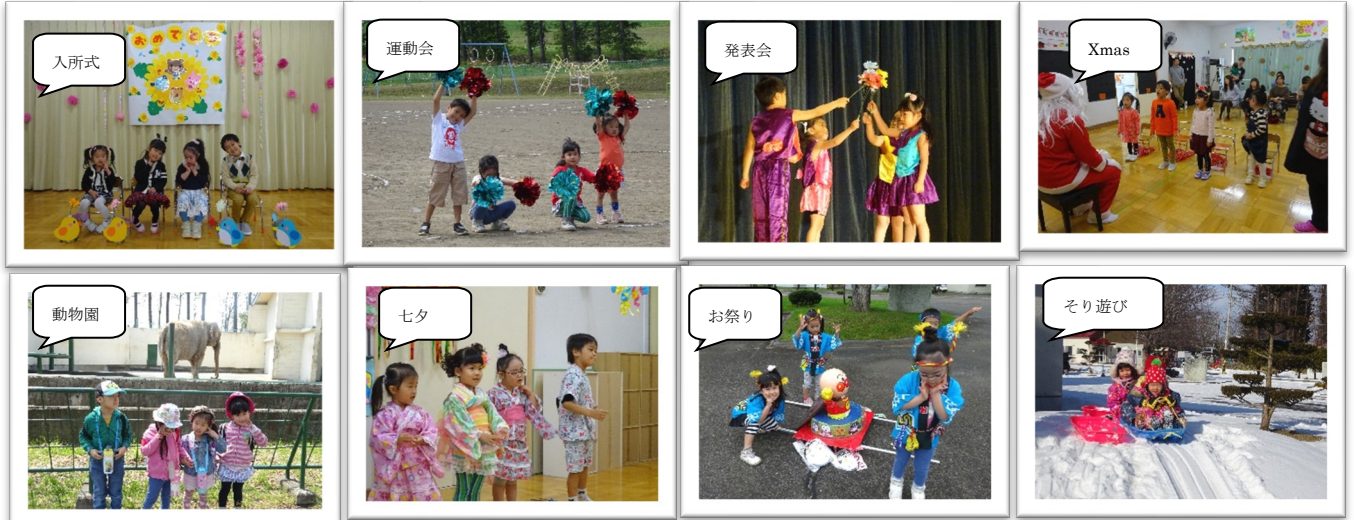 入所式
おめでとう
運動会
発表会
Xmas
動物園
七夕
お祭り
そり遊び